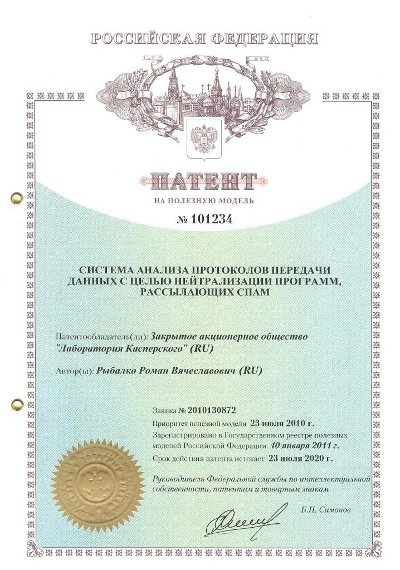 РОССИЙСКАЯ ФЕДЕРАЦИЯ
ПАТЕНТ
НА ПОЛЕЗНУЮ МОДЕЛЬ
№ 101234
СИСТЕМА АНАЛИЗА ПРОТОКОЛОВ ПЕРЕДАЧИ
ДАННЫХ С ЦЕЛЬЮ НЕЙТРАЛИЗАЦИИ ПРОГРАММ,
РАССЫЛАЮЩИХ СПАМ
Патентообладатель(ли): Закрытое акционерное общество
"Лаборатория Касперского" (RU)
Автор(ы): Рыбалко Роман Вячеславович (RU)
Заявка № 2010130872
Приоритет полезной модели 23 июля 2010 г.
Зарегистрировано в Государственном реестре полезных
моделей Российской Федерации 10 января 2011 г.
Срок действия патента истекает 23 июля 2020 г.
Руководитель Федеральной службы по интеллектуальной
собственности, патентам и товарным знакам
Б.П. Симонов